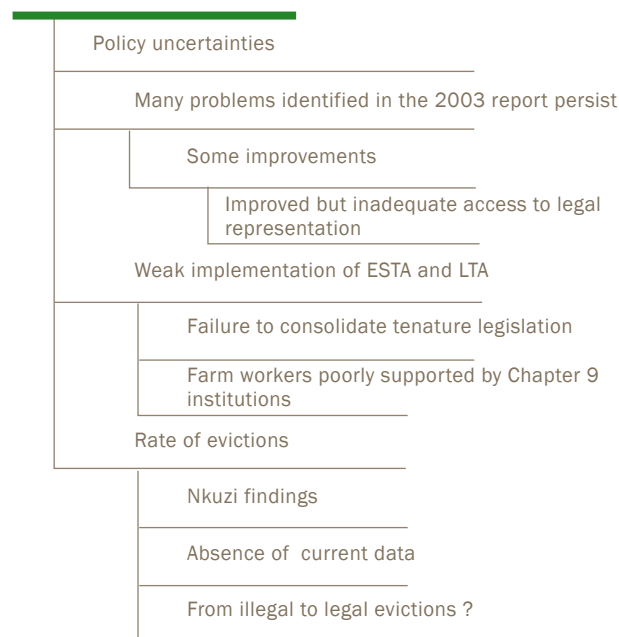 Policy uncertainties
Many problems identified in the 2003 report persist
Some improvements
Improved but inadequate access to legal
representation
Weak implementation of ESTA and LTA
Failure to consolidate tenature legislation
Farm workers poorly supported by Chapter 9
institutions
Rate of evictions
Nkuzi findings
Absence of  current data
From illegal to legal evictions ?